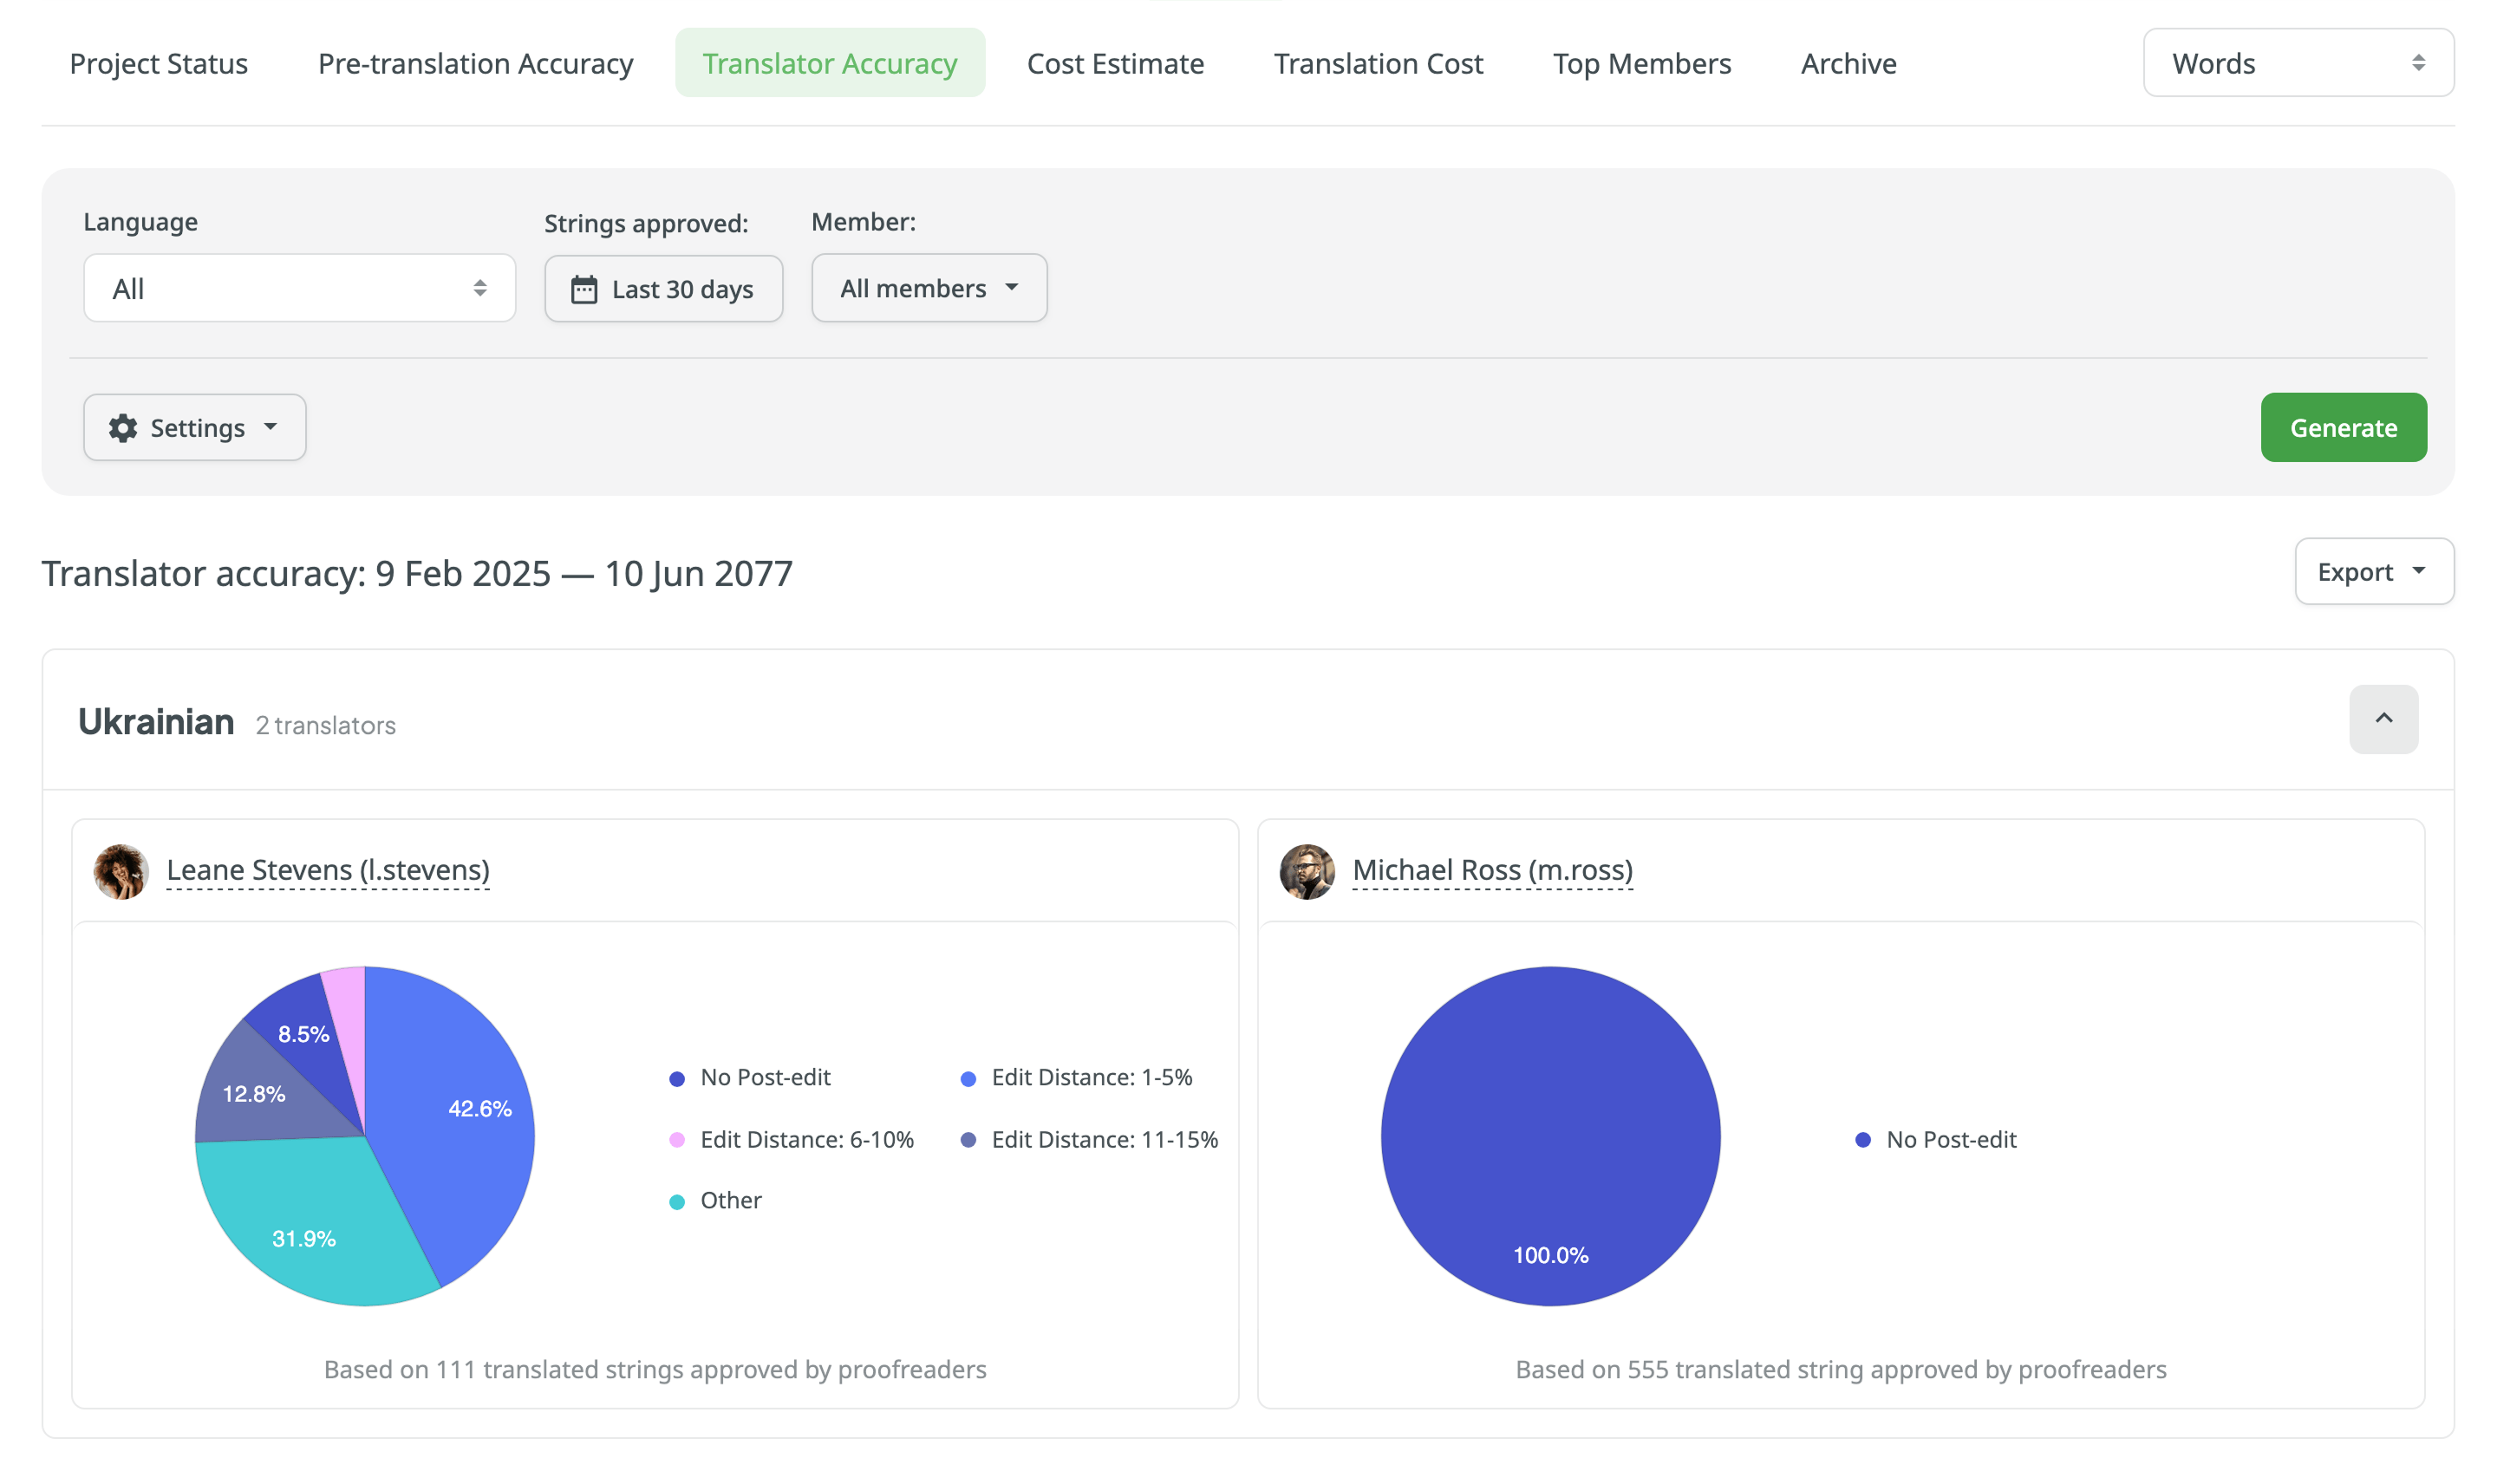 Project Status Pre-translation Accuracy Translator Accuracy Cost Estimate Translation Cost Top Members Archive Words
Language Strings approved: Member:
All Last 30 days All members
Settings Generate
Translator accuracy: 9 Feb 2025 — 10 Jun 2077 Export
Ukrainian 2 translators
Leane Stevens (l.stevens)
8.5%
12.8%
42.6%
31.9%
No Post-edit Edit Distance: 1-5%
Edit Distance: 6-10% Edit Distance: 11-15%
Other
Based on 111 translated strings approved by proofreaders
Michael Ross (m.ross)
100.0%
No Post-edit
Based on 555 translated string approved by proofreaders